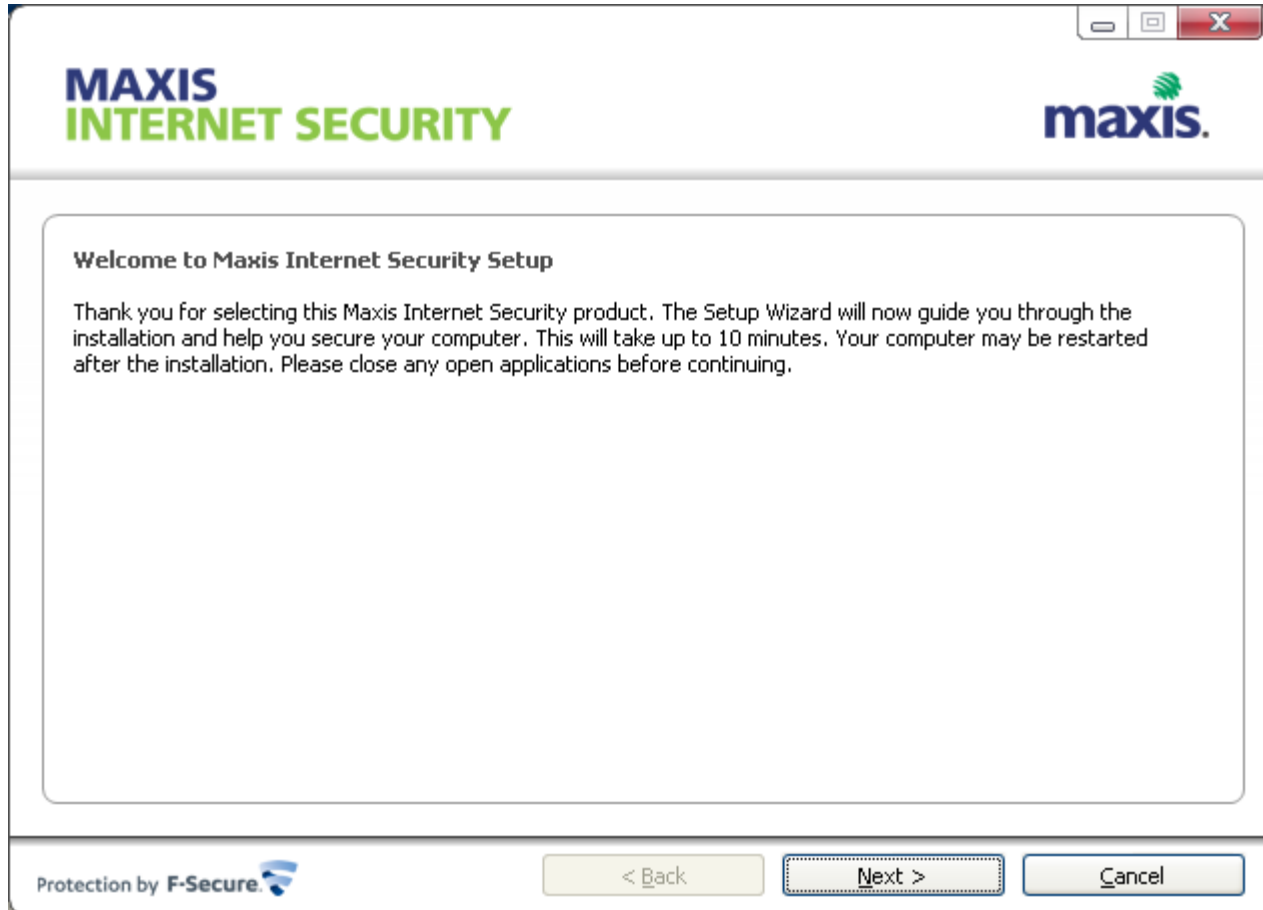 MAXIS
INTERNET SECURITY
maxis.
Welcome to Maxis Internet Security Setup
Thank you for selecting this Maxis Internet Security product. The Setup Wizard will now guide you through the
installation and help you secure your computer. This will take up to 10 minutes. Your computer may be restarted
after the installation. Please close any open applications before continuing.
Protection by F-Secure.
< Back
Next >
Cancel